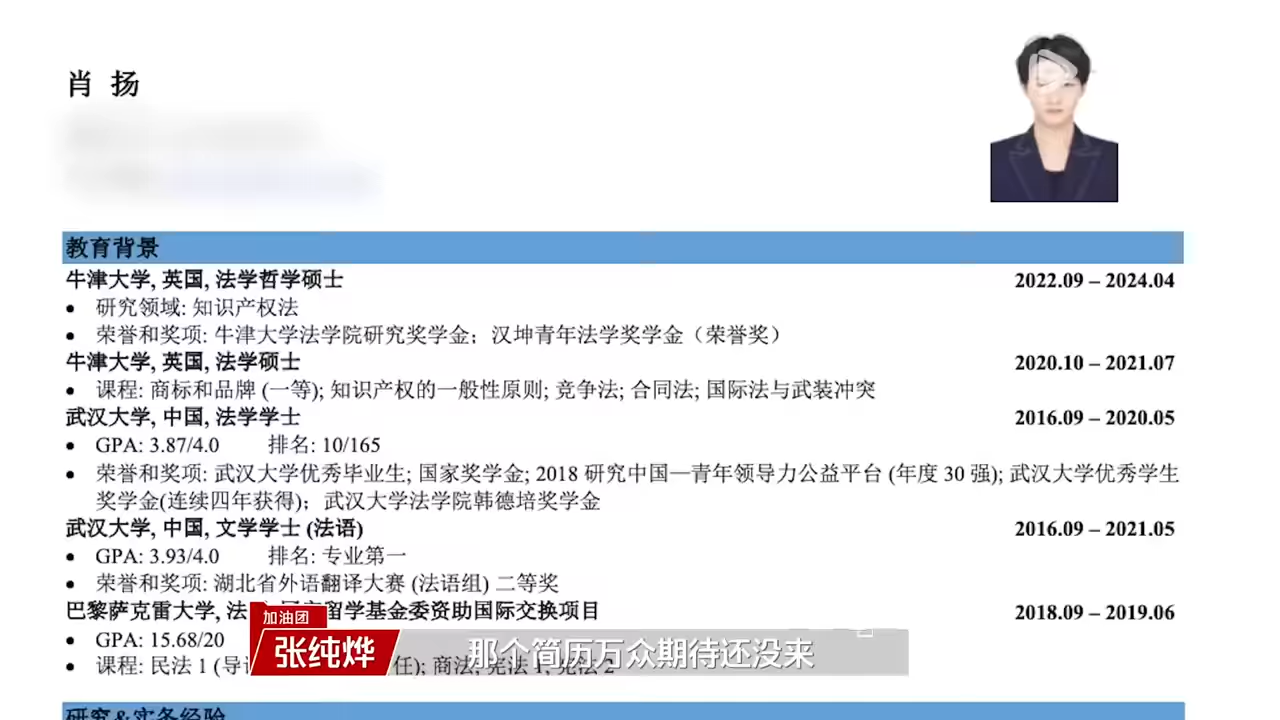 肖 扬
教育背景
牛津大学, 英国, 法学哲学硕士 2022.09 – 2024.04
• 研究领域: 知识产权法
• 荣誉和奖项: 牛津大学法学院研究奖学金；汉坤青年法学奖学金（荣誉奖）
牛津大学, 英国, 法学硕士 2020.10 – 2021.07
• 课程: 商标和品牌 (一等); 知识产权的一般性原则; 竞争法; 合同法; 国际法与武装冲突
武汉大学, 中国, 法学学士 2016.09 – 2020.05
• GPA: 3.87/4.0 排名: 10/165
• 荣誉和奖项: 武汉大学优秀毕业生; 国家奖学金; 2018 研究中国—青年领导力公益平台 (年度 30 强); 武汉大学优秀学生
奖学金(连续四年获得)；武汉大学法学院韩德培奖学金
武汉大学, 中国, 文学学士 (法语) 2016.09 – 2021.05
• GPA: 3.93/4.0 排名: 专业第一
• 荣誉和奖项: 湖北省外语翻译大赛 (法语组) 二等奖
巴黎萨克雷大学, 法 留学基金委资助国际交换项目 2018.09 – 2019.06
• GPA: 15.68/20
• 课程: 民法 1 (导 任); 商法; 宪法 1; 宪法 2
加油团
张纯烨
那个简历万众期待还没来
研究&实务经验